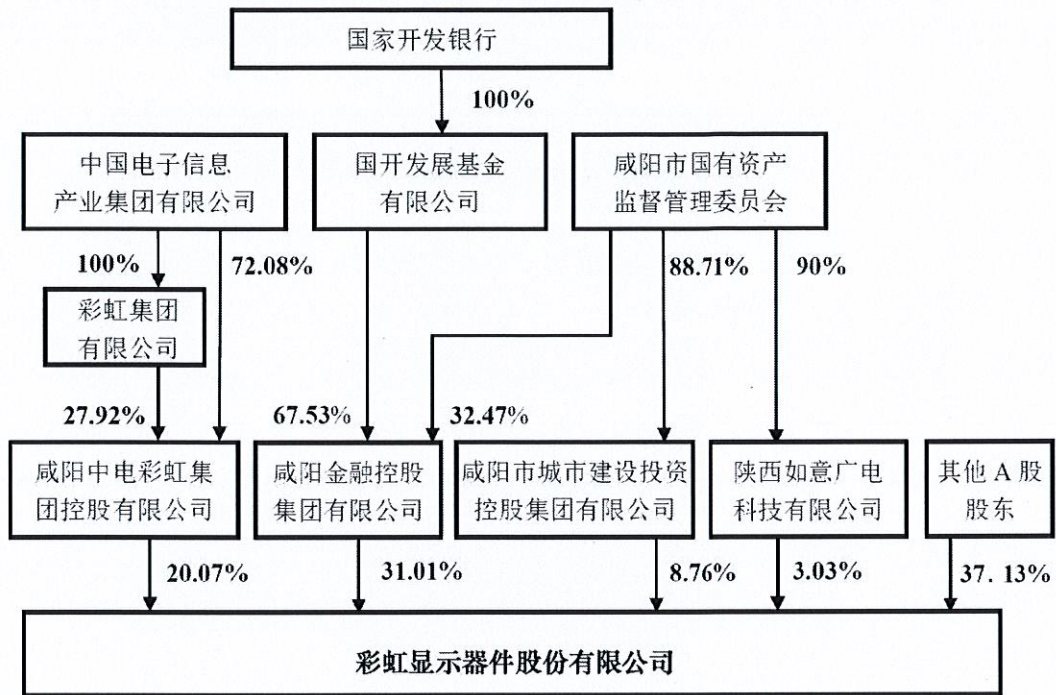 国家开发银行
100%
中国电子信息
产业集团有限公司
国开发展基金
有限公司
咸阳市国有资产
监督管理委员会
100%
72.08%
88.71%
90%
彩虹集团
有限公司
27.92%
67.53%
32.47%
咸阳中电彩虹集
团控股有限公司
咸阳金融控股
集团有限公司
咸阳市城市建设投资
控股集团有限公司
陕西如意广电
科技有限公司
其他 A 股
股东
20.07%
31.01%
8.76%
3.03%
37. 13%
彩虹显示器件股份有限公司